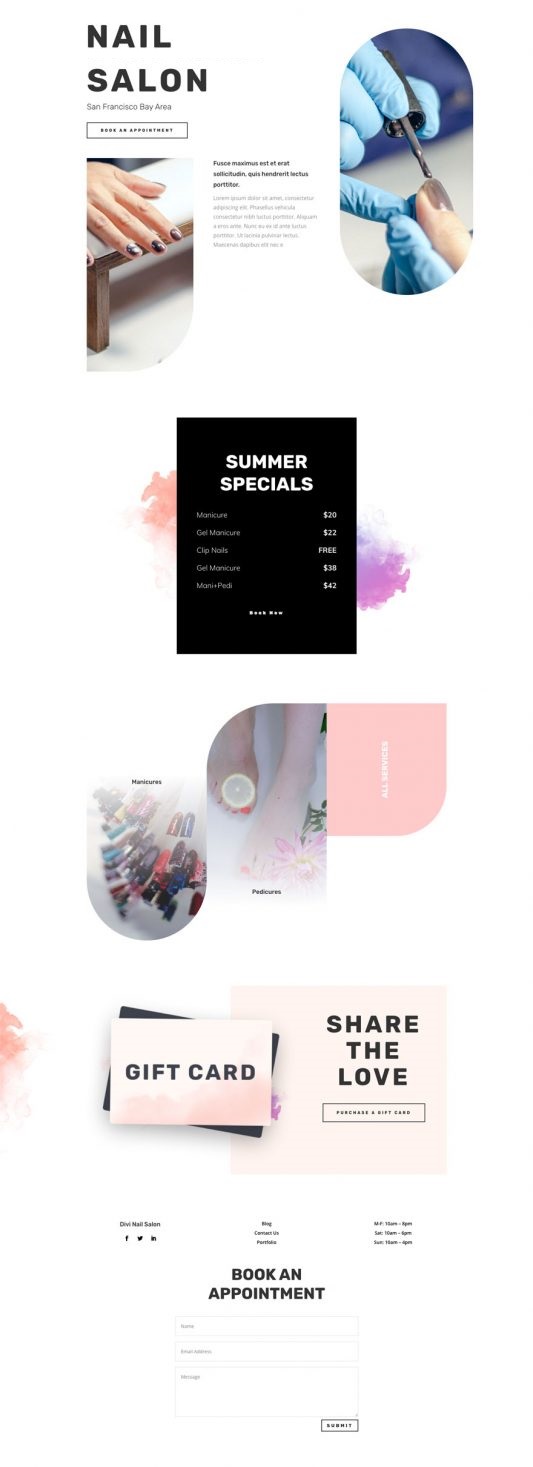 NAIL
SALON
San Francisco Bay Area
BOOK AN APPOINTMENT
Fusce maximus est et erat
sollicitudin, quis hendrerit lectus
porttitor.
Lorem ipsum dolor sit amet, consectetur
adipiscing elit. Phasellus vehicula
consectetur nibh luctus porttitor. Aliquam
a eros ante. Nunc eu ex id ante luctus
porttitor. Ut lacinia pulvinar lectus.
Maecenas dapibus elit nec e
SUMMER
SPECIALS
Manicure $20
Gel Manicure $22
Clip Nails FREE
Gel Manicure $38
Mani+Pedi $42
Book Now
ALL SERVICES
Manicures
Pedicures
GIFT CARD
SHARE
THE
LOVE
PURCHASE A GIFT CARD
Divi Nail Salon
Blog
Contact Us
Portfolio
M-F: 10am – 8pm
Sat: 10am – 6pm
Sun: 10am – 4pm
BOOK AN
APPOINTMENT
Name
Email Address
Message
SUBMIT